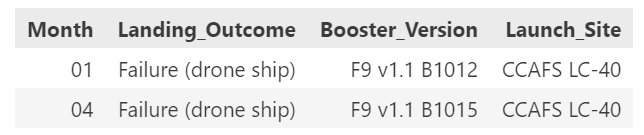 Month Landing_Outcome Booster_Version Launch_Site
01 Failure (drone ship) F9 v1.1 B1012 CCAFS LC-40
04 Failure (drone ship) F9 v1.1 B1015 CCAFS LC-40